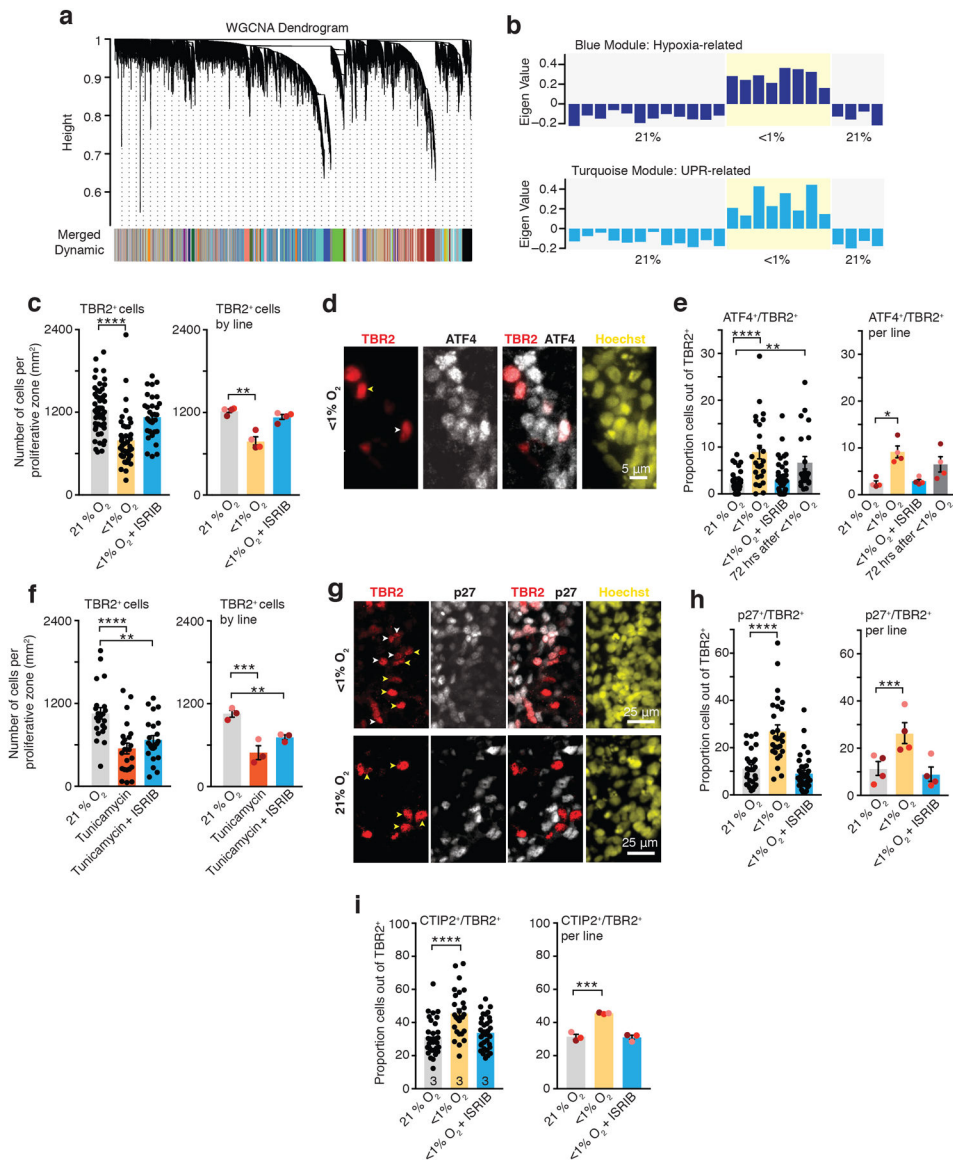 a
WGCNA Dendrogram
Height
1
0.9
0.8
0.7
0.6
Merged
Dynamic
b
Blue Module: Hypoxia-related
Eigen Value
0.4
0.2
0
−0.2
21%
<1%
21%
Turquoise Module: UPR-related
Eigen Value
0.4
0.2
0
−0.2
21%
<1%
21%
c
TBR2⁺ cells
Number of cells per
proliferative zone (mm²)
2400
1200
0
****
21 % O₂
<1% O₂
<1% O₂ + ISRIB
TBR2⁺ cells
by line
2400
1200
0
**
21 % O₂
<1% O₂
<1% O₂ + ISRIB
d
TBR2
ATF4
TBR2 ATF4
Hoechst
<1% O₂
5 µm
e
ATF4⁺/TBR2⁺
Proportion cells out of TBR2⁺
30
20
10
0
****
**
21 % O₂
<1% O₂
<1% O₂ + ISRIB
72 hrs after <1% O₂
ATF4⁺/TBR2⁺
per line
30
20
10
0
*
21 % O₂
<1% O₂
<1% O₂ + ISRIB
72 hrs after <1% O₂
f
TBR2⁺ cells
Number of cells per
proliferative zone (mm²)
2400
1200
0
****
**
21 % O₂
Tunicamycin
Tunicamycin + ISRIB
TBR2⁺ cells
by line
2400
1200
0
***
**
21 % O₂
Tunicamycin
Tunicamycin + ISRIB
g
TBR2
p27
TBR2 p27
Hoechst
<1% O₂
25 µm
21% O₂
25 µm
h
p27⁺/TBR2⁺
Proportion cells out of TBR2⁺
80
60
40
20
0
****
21 % O₂
<1% O₂
<1% O₂ + ISRIB
p27⁺/TBR2⁺
per line
80
60
40
20
0
***
21 % O₂
<1% O₂
<1% O₂ + ISRIB
i
CTIP2⁺/TBR2⁺
Proportion cells out of TBR2⁺
100
80
60
40
20
0
****
3
3
3
21 % O₂
<1% O₂
<1% O₂ + ISRIB
CTIP2⁺/TBR2⁺
per line
100
80
60
40
20
0
***
21 % O₂
<1% O₂
<1% O₂ + ISRIB